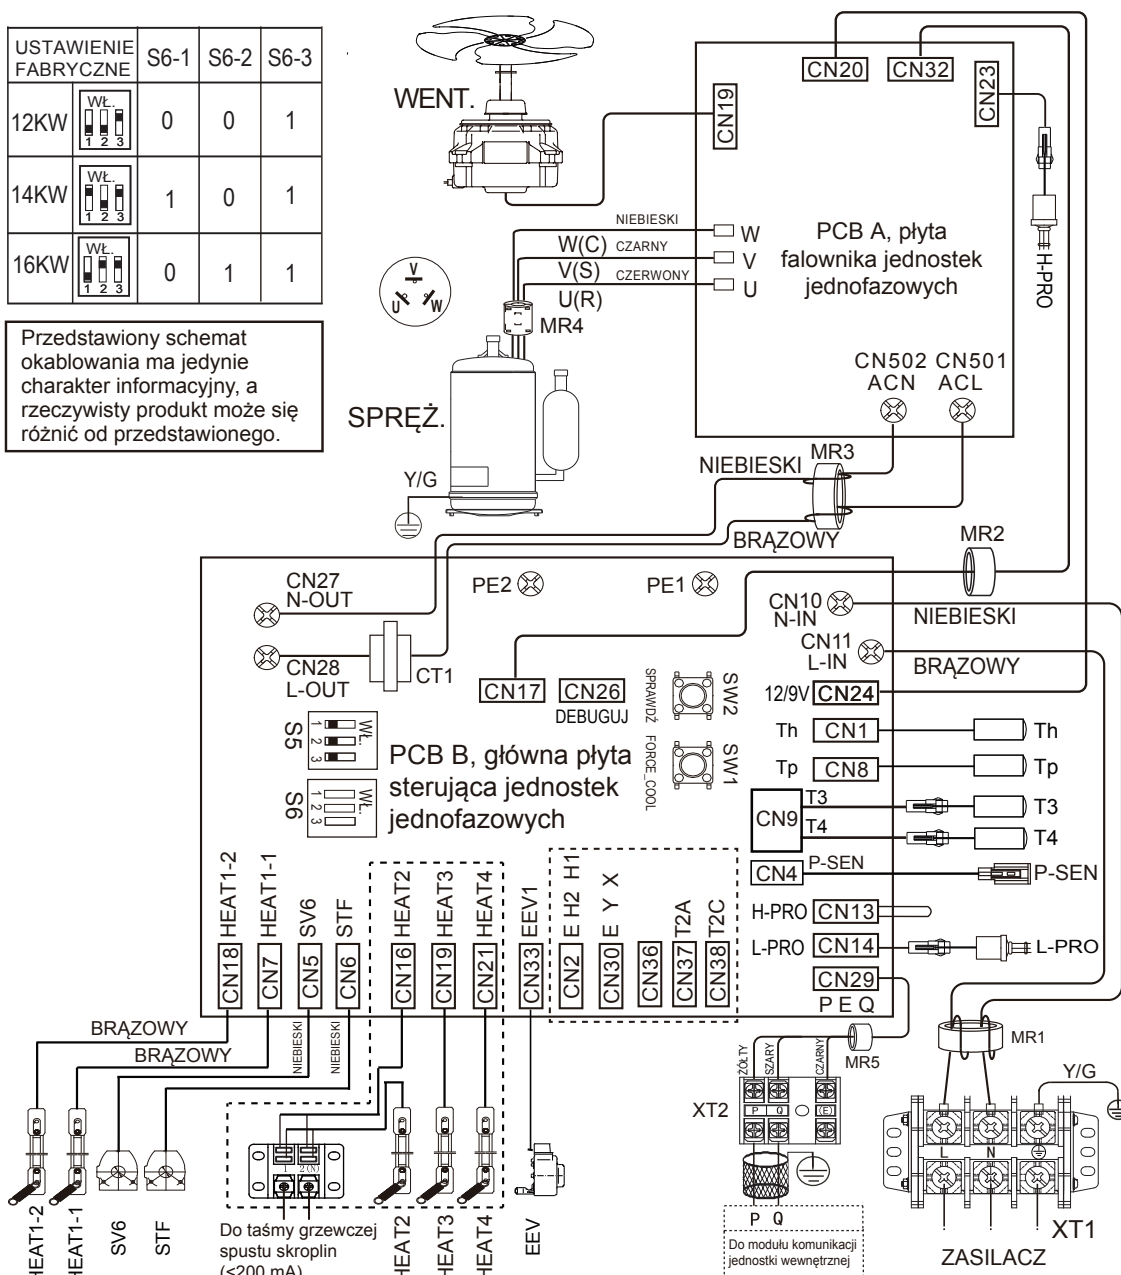 USTAWIENIE FABRYCZNE S6-1 S6-2 S6-3
12KW WŁ. 1 2 3 0 0 1
14KW WŁ. 1 2 3 1 0 1
16KW WŁ. 1 2 3 0 1 1
Przedstawiony schemat
okablowania ma jedynie
charakter informacyjny, a
rzeczywisty produkt może się
różnić od przedstawionego.
WENT.
CN20
CN32
CN19
CN23
H-PRO
PCB A, płyta
falownika jednostek
jednofazowych
NIEBIESKI
W
W(C) CZARNY
V
V(S) CZERWONY
U
U(R)
MR4
V
U W
SPRĘŻ.
Y/G
CN502 CN501
ACN ACL
NIEBIESKI
MR3
BRĄZOWY
MR2
CN27
N-OUT
PE2
PE1
CN10
N-IN
NIEBIESKI
CN28
L-OUT
CT1
CN11
L-IN
BRĄZOWY
CN17
CN26
DEBUGUJ
SPRAWDŹ
SW2
FORCE_COOL
SW1
12/9V CN24
Th CN1 Th
Tp CN8 Tp
CN9
T3 T3
T4 T4
CN4 P-SEN P-SEN
H-PRO CN13
L-PRO CN14 L-PRO
CN29
P E Q
S5
1 2 3 WŁ.
S6
1 2 3 WŁ.
PCB B, główna płyta
sterująca jednostek
jednofazowych
CN18 HEAT1-2
CN7 HEAT1-1
CN5 SV6
CN6 STF
CN16 HEAT2
CN19 HEAT3
CN21 HEAT4
CN33 EEV1
CN2 E H2 H1
CN30 E Y X
CN36
CN37 T2A
CN38 T2C
BRĄZOWY
BRĄZOWY
NIEBIESKI
NIEBIESKI
HEAT1-2
HEAT1-1
SV6
STF
1 2(N)
Do taśmy grzewczej
spustu skroplin
(≤200 mA)
HEAT2
HEAT3
HEAT4
EEV
ŻÓŁTY
SZARY
CZARNY
MR5
XT2
P Q (E)
P Q
Do modułu komunikacji
jednostki wewnętrznej
MR1
Y/G
L N
XT1
ZASILACZ